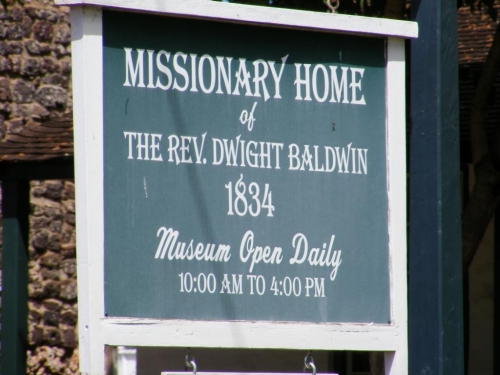 MISSIONARY HOME
of
THE REV. DWIGHT BALDWIN
1834
Museum Open Daily
10:00 AM TO 4:00 PM